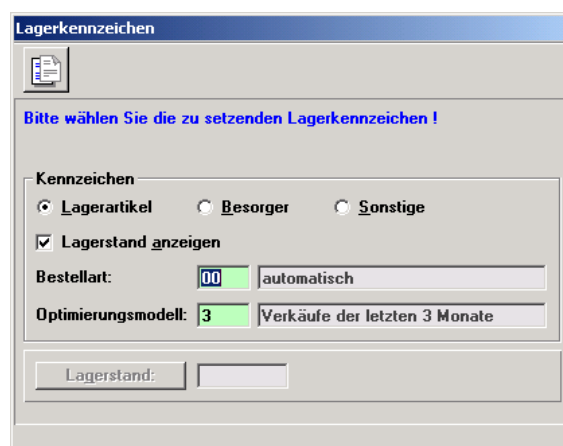 Lagerkennzeichen
Bitte wählen Sie die zu setzenden Lagerkennzeichen !
Kennzeichen
Lagerartikel Besorger Sonstige
Lagerstand anzeigen
Bestellart: 00 automatisch
Optimierungsmodell: 3 Verkäufe der letzten 3 Monate
Lagerstand: